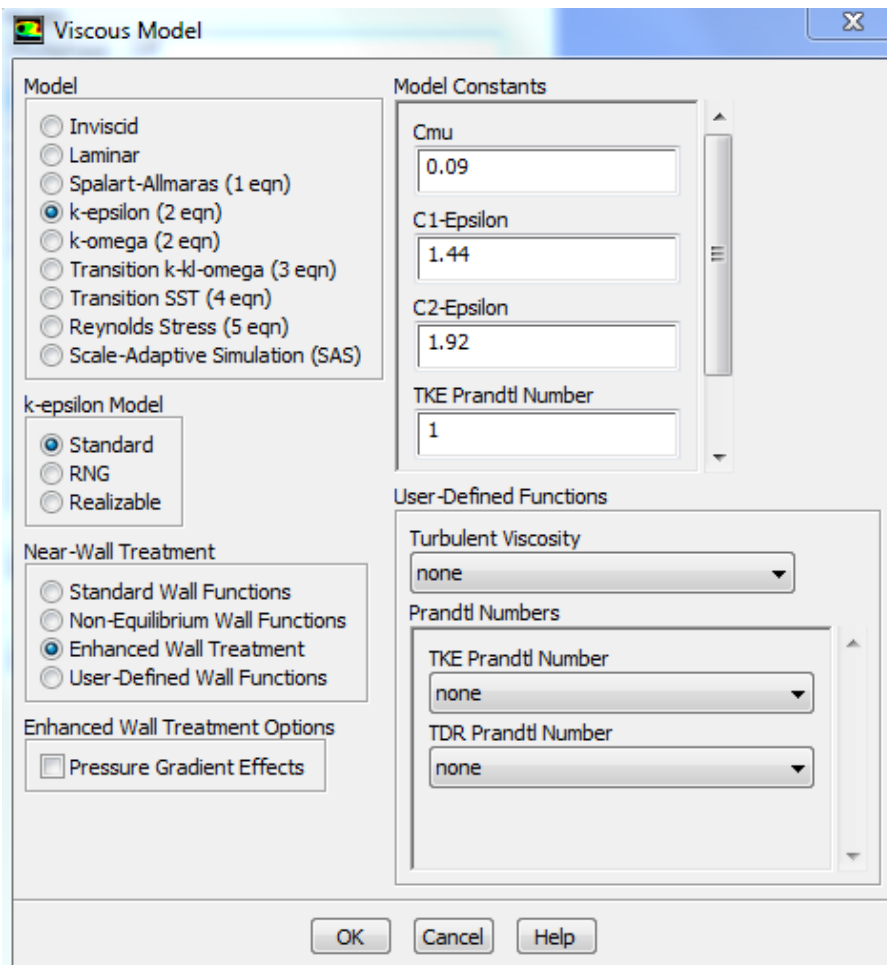 Viscous Model
Model
Inviscid
Laminar
Spalart-Allmaras (1 eqn)
k-epsilon (2 eqn)
k-omega (2 eqn)
Transition k-kl-omega (3 eqn)
Transition SST (4 eqn)
Reynolds Stress (5 eqn)
Scale-Adaptive Simulation (SAS)
k-epsilon Model
Standard
RNG
Realizable
Near-Wall Treatment
Standard Wall Functions
Non-Equilibrium Wall Functions
Enhanced Wall Treatment
User-Defined Wall Functions
Enhanced Wall Treatment Options
Pressure Gradient Effects
Model Constants
Cmu
0.09
C1-Epsilon
1.44
C2-Epsilon
1.92
TKE Prandtl Number
1
User-Defined Functions
Turbulent Viscosity
none
Prandtl Numbers
TKE Prandtl Number
none
TDR Prandtl Number
none
OK
Cancel
Help